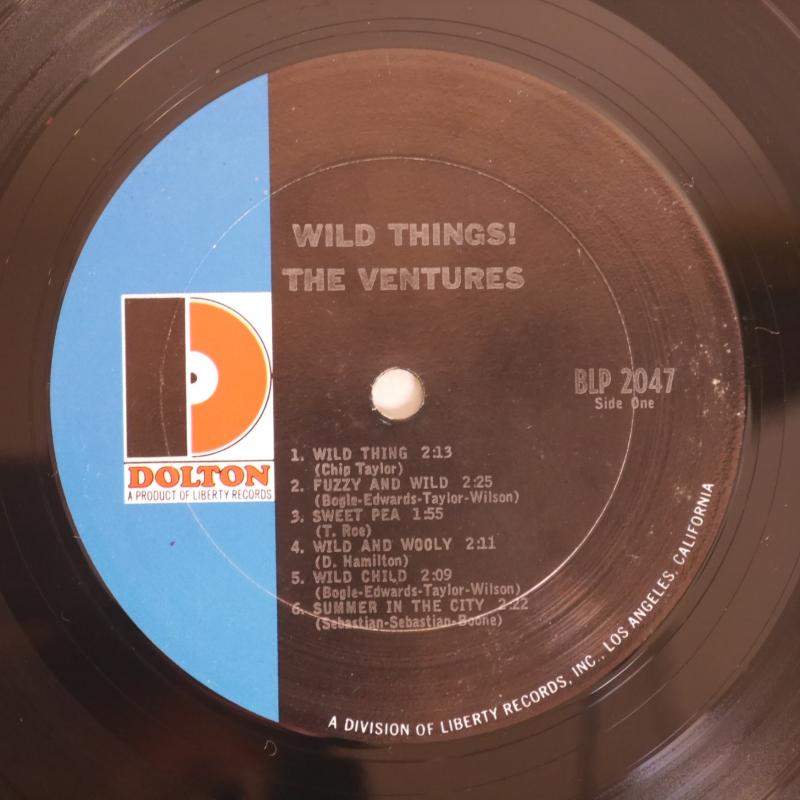 WILD THINGS!
THE VENTURES
BLP 2047
Side One
DOLTON
A PRODUCT OF LIBERTY RECORDS
1. WILD THING 2:13
(Chip Taylor)
2. FUZZY AND WILD 2:25
(Bogle-Edwards-Taylor-Wilson)
3. SWEET PEA 1:55
(T. Roe)
4. WILD AND WOOLY 2:11
(D. Hamilton)
5. WILD CHILD 2:09
(Bogle-Edwards-Taylor-Wilson)
6. SUMMER IN THE CITY 2:22
(Sebastian-Sebastian-Boone)
A DIVISION OF LIBERTY RECORDS, INC., LOS ANGELES, CALIFORNIA